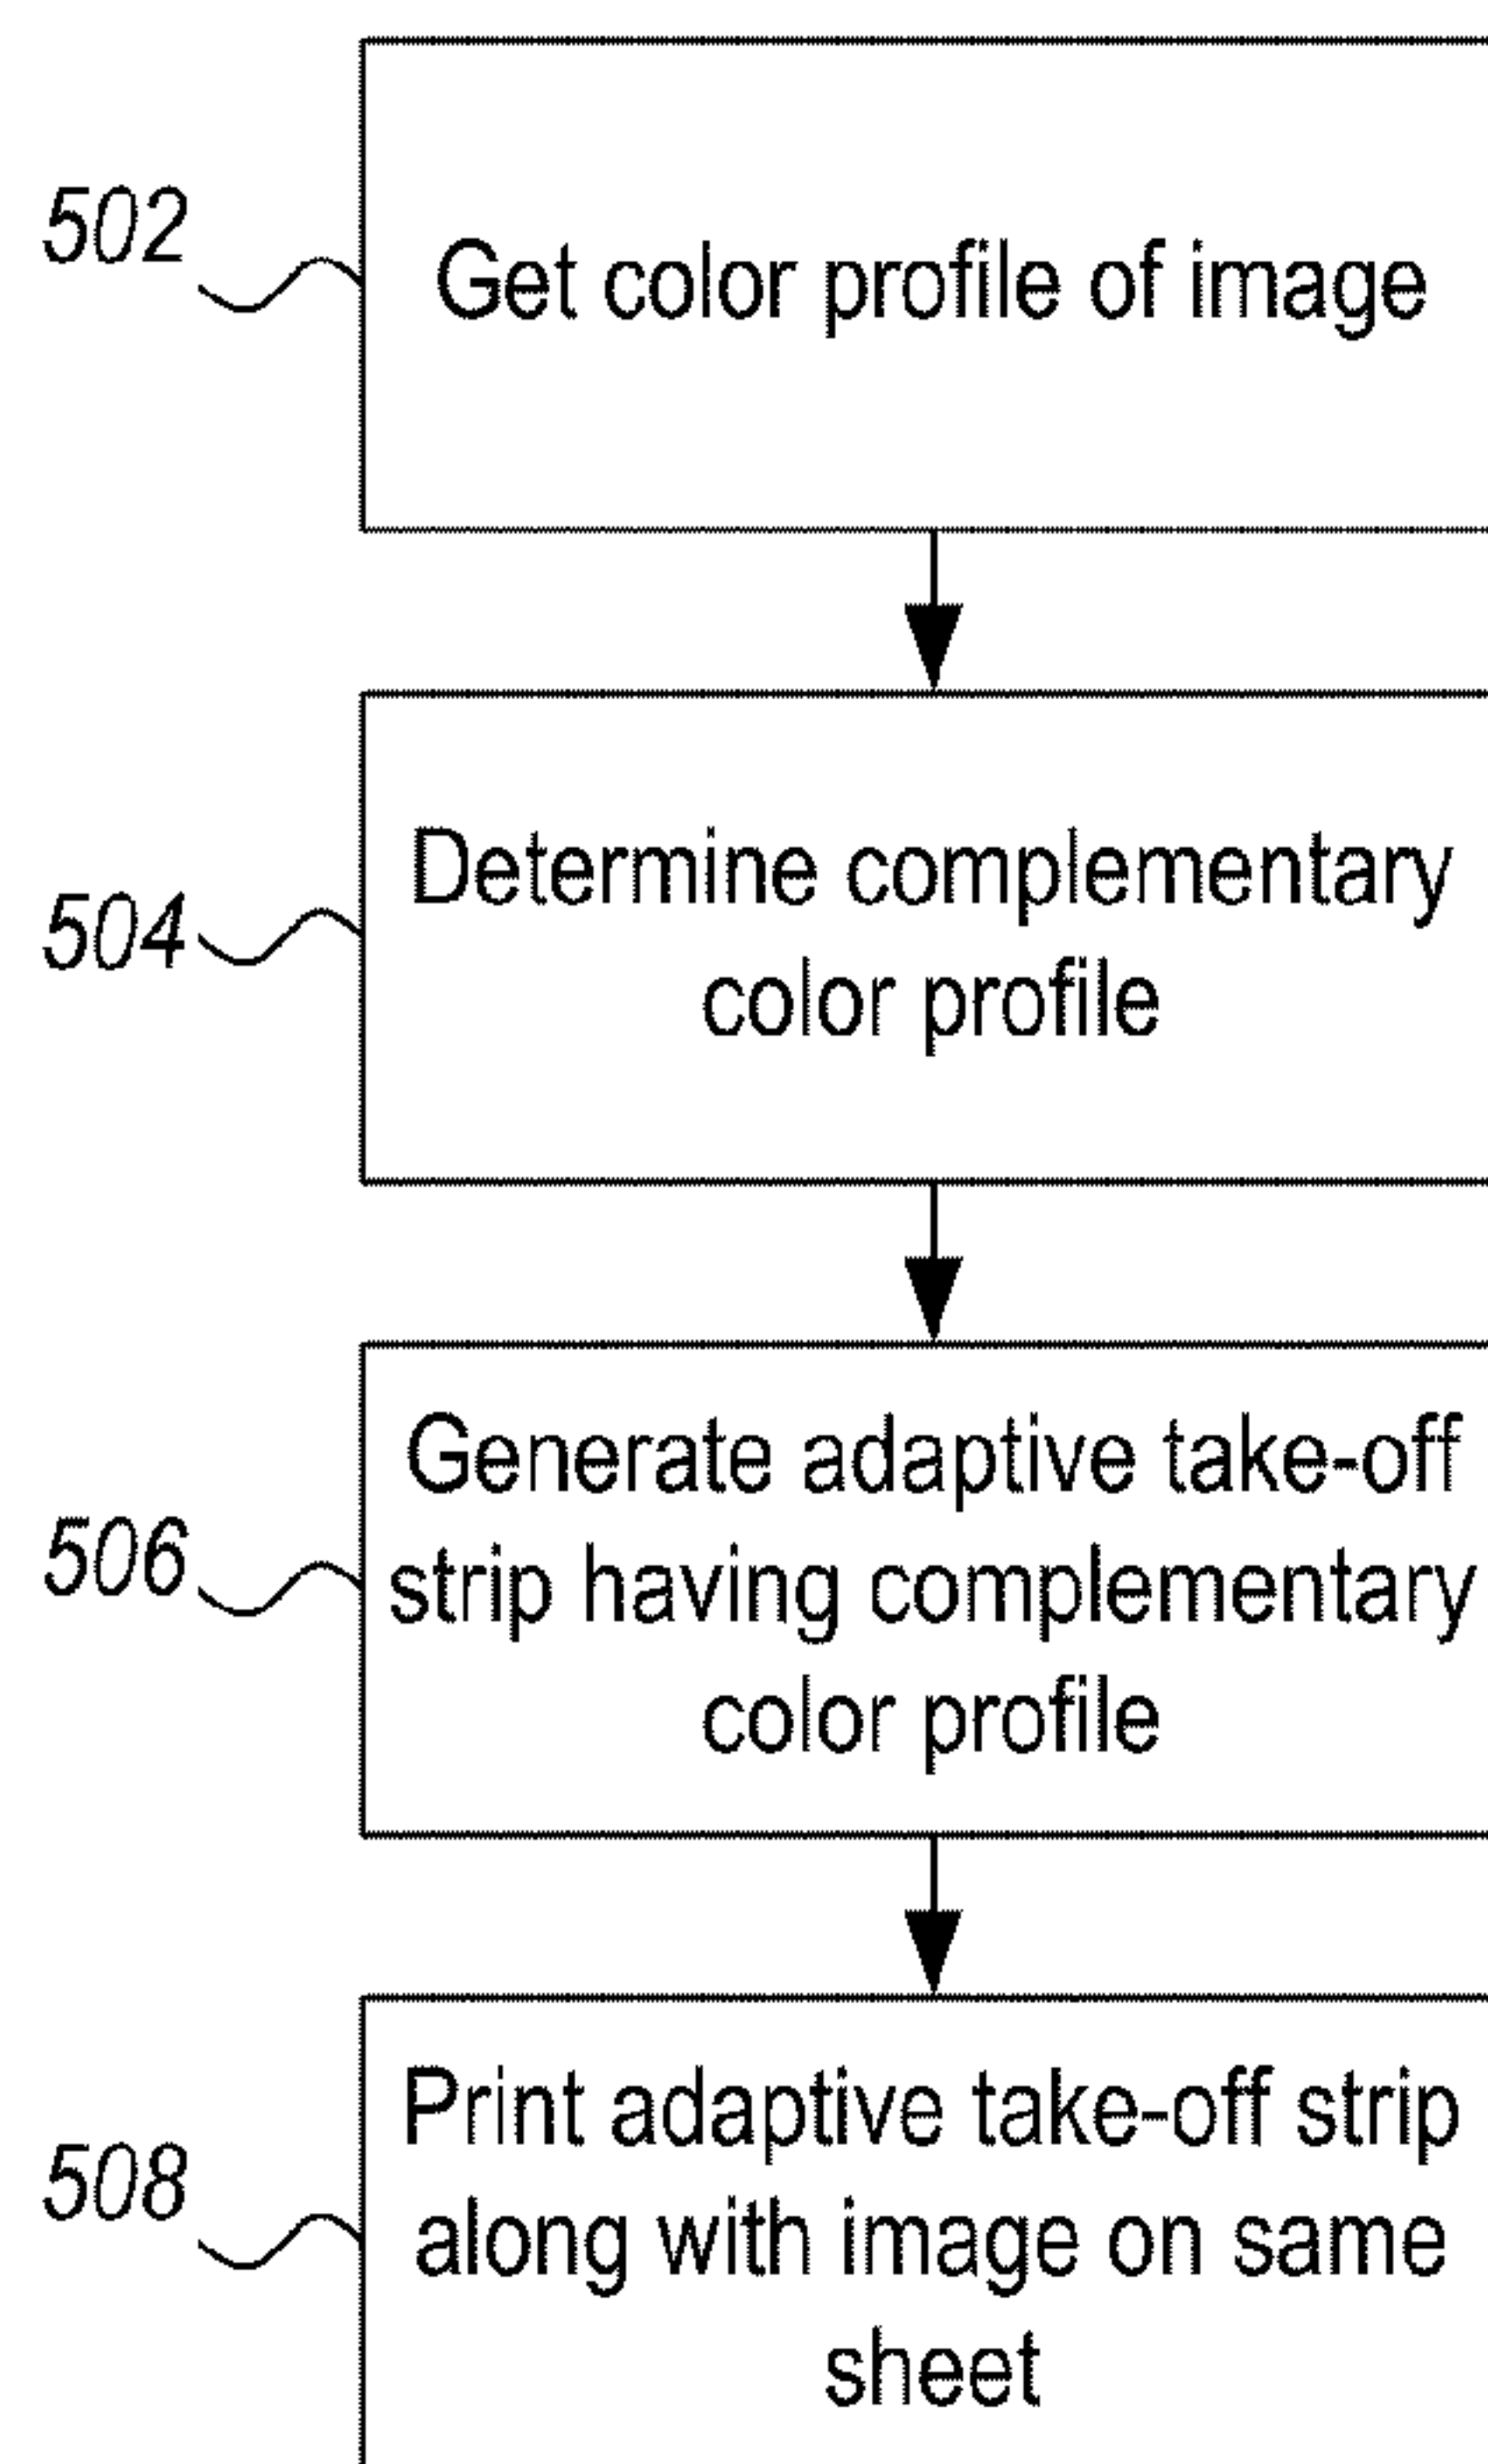 502
Get color profile of image
504
Determine complementary
color profile
506
Generate adaptive take-off
strip having complementary
color profile
508
Print adaptive take-off strip
along with image on same
sheet